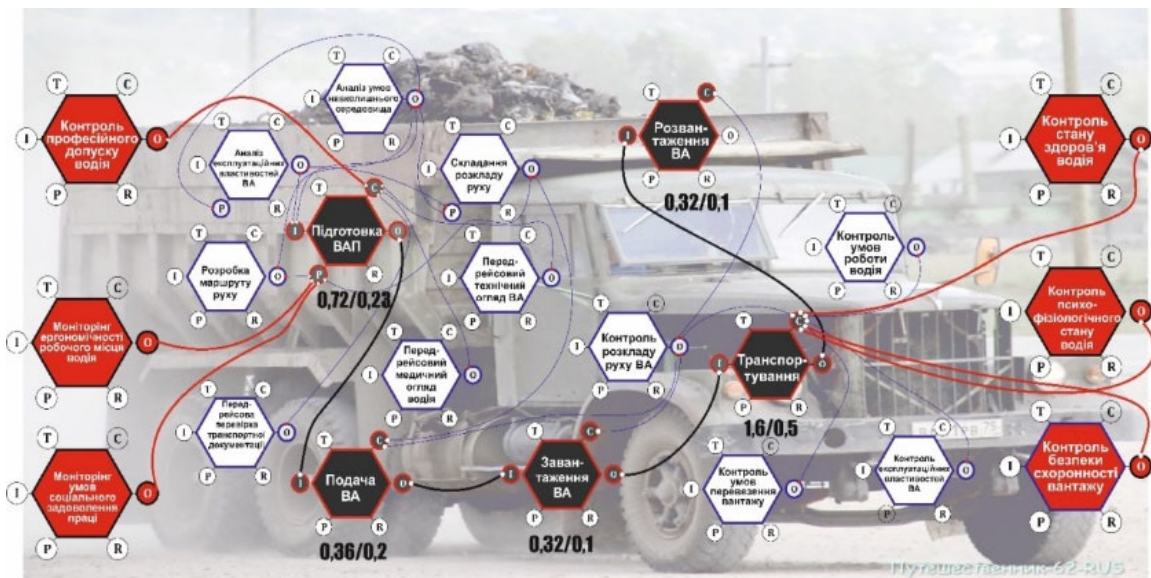 Контроль
професійного
допуску
водія
Моніторінг
ергономічності
робочого місця
водія
Моніторінг
умов
соціального
задоволення
праці
Аналіз умов
навколишнього
середовища
Аналіз
експлуатаційних
властивостей ВА
Складання
розкладу
руху
Підготовка
ВАП
0,72/0,23
Розробка
маршруту
руху
Перед-
рейсовий
технічний
огляд ВА
Перед-
рейсовий
медичний
огляд
водія
Перед-
рейсова
перевірка
транспортної
документації
Подача
ВА
0,36/0,2
Заван-
таження
ВА
0,32/0,1
Розван-
таження
ВА
0,32/0,1
Контроль
розкладу
руху ВА
Транспор-
тування
1,6/0,5
Контроль
умов
роботи
водія
Контроль
умов
перевезення
вантажу
Контроль
експлуатаційних
властивостей
ВА
Контроль
стану
здоров'я
водія
Контроль
психо-
фізіологічного
стану
водія
Контроль
безпеки
схоронності
вантажу
T
C
I
O
P
R
Путешественник-62-RUS